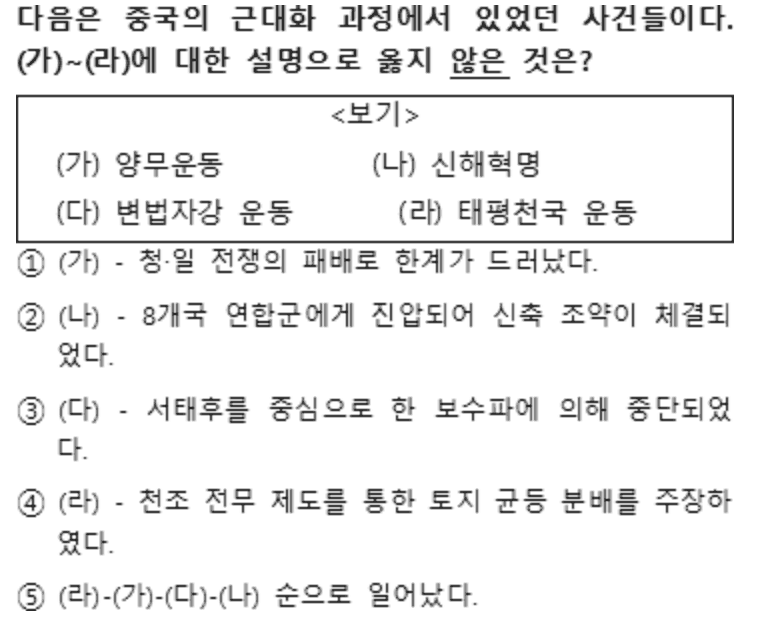 다음은 중국의 근대화 과정에서 있었던 사건들이다.
(가)~(라)에 대한 설명으로 옳지 않은 것은?
<보기>
(가) 양무운동 (나) 신해혁명
(다) 변법자강 운동 (라) 태평천국 운동
① (가) - 청·일 전쟁의 패배로 한계가 드러났다.
② (나) - 8개국 연합군에게 진압되어 신축 조약이 체결되
었다.
③ (다) - 서태후를 중심으로 한 보수파에 의해 중단되었
다.
④ (라) - 천조 전무 제도를 통한 토지 균등 분배를 주장하
였다.
⑤ (라)-(가)-(다)-(나) 순으로 일어났다.